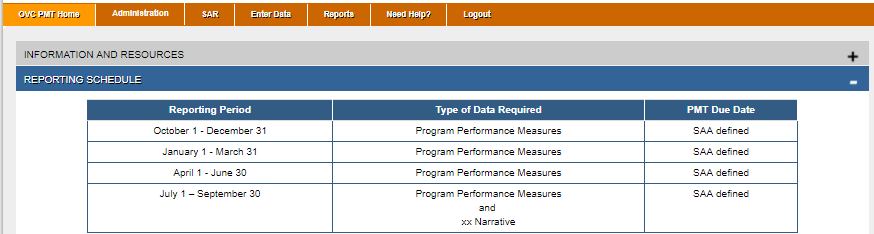 OVC PMT Home Administration SAR Enter Data Reports Need Help? Logout
INFORMATION AND RESOURCES +
REPORTING SCHEDULE -
Reporting Period Type of Data Required PMT Due Date
October 1 - December 31 Program Performance Measures SAA defined
January 1 - March 31 Program Performance Measures SAA defined
April 1 - June 30 Program Performance Measures SAA defined
July 1 – September 30 Program Performance Measures SAA defined
and
xx Narrative